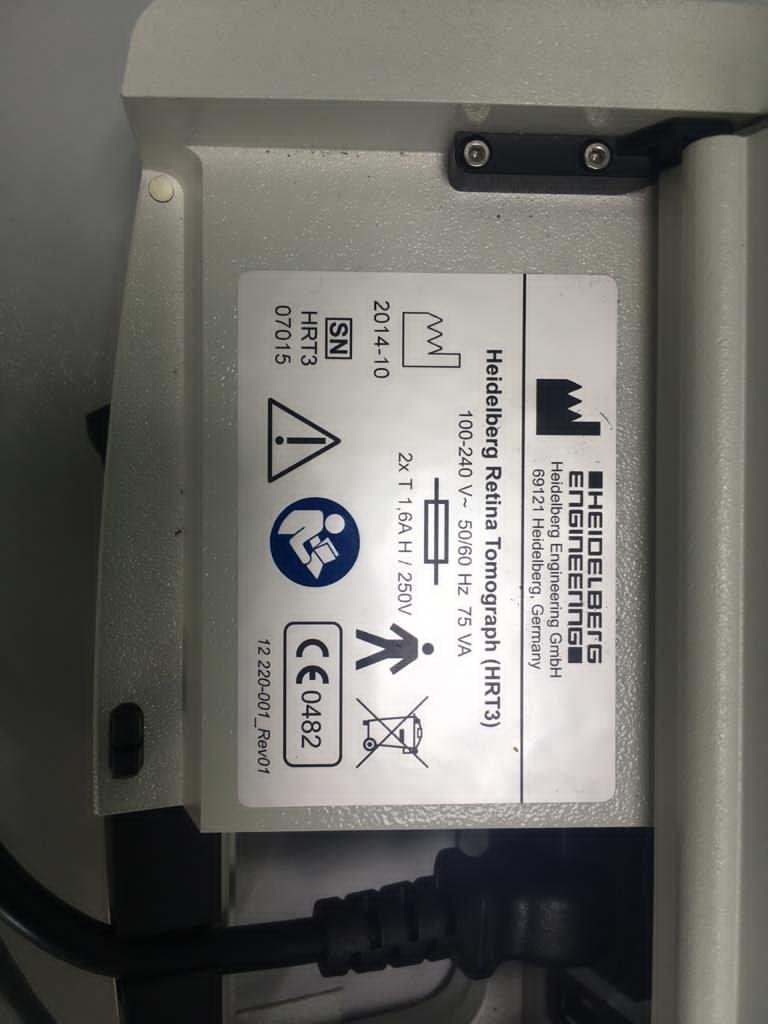 HEIDELBERG
ENGINEERING
Heidelberg Engineering GmbH
69121 Heidelberg, Germany
Heidelberg Retina Tomograph (HRT3)
100-240 V~ 50/60 Hz 75 VA
2014-10
2x T 1,6A H / 250V
SN
HRT3
07015
CE 0482
12 220-001_Rev01